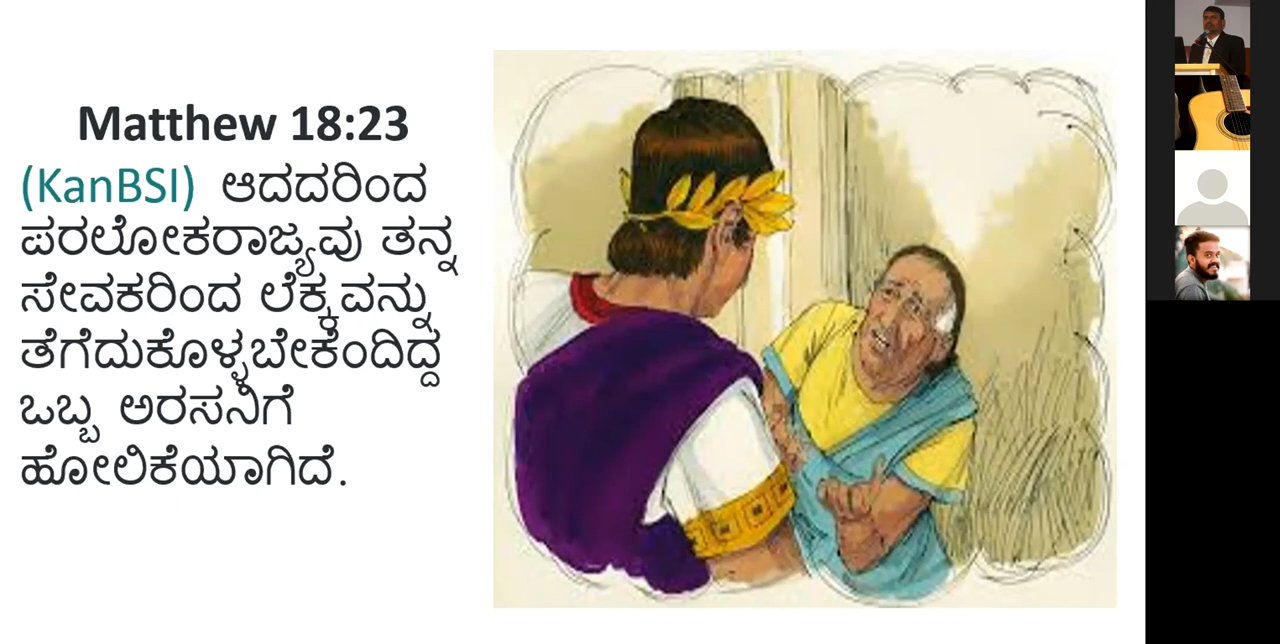 Matthew 18:23
(KanBSI) ಆದದರಿಂದ
ಪರಲೋಕರಾಜ್ಯವು ತನ್ನ
ಸೇವಕರಿಂದ ಲೆಕ್ಕವನ್ನು
ತೆಗೆದುಕೊಳ್ಳಬೇಕೆಂದಿದ್ದ
ಒಬ್ಬ ಅರಸನಿಗೆ
ಹೋಲಿಕೆಯಾಗಿದೆ.